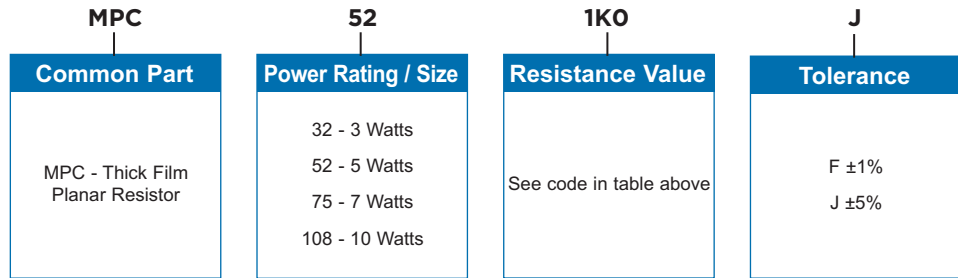 MPC 52 1K0 J
Common Part Power Rating / Size Resistance Value Tolerance
MPC - Thick Film
Planar Resistor
32 - 3 Watts
52 - 5 Watts
75 - 7 Watts
108 - 10 Watts
See code in table above
F ±1%
J ±5%